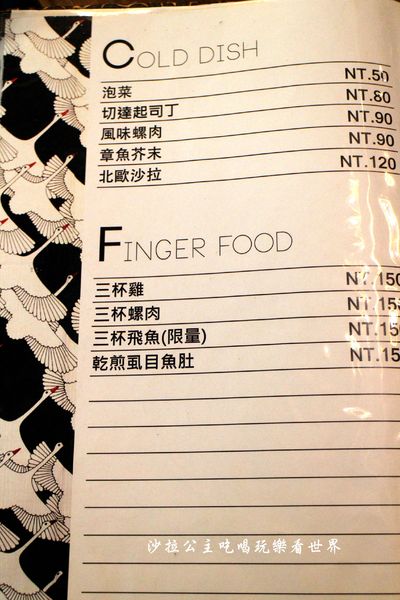 COLD DISH
泡菜 NT.50
切達起司丁 NT.80
風味螺肉 NT.90
章魚芥末 NT.90
北歐沙拉 NT.120
FINGER FOOD
三杯雞 NT.150
三杯螺肉 NT.15
三杯飛魚(限量) NT.15
乾煎虱目魚肚 NT.15
沙拉公主吃喝玩樂看世界